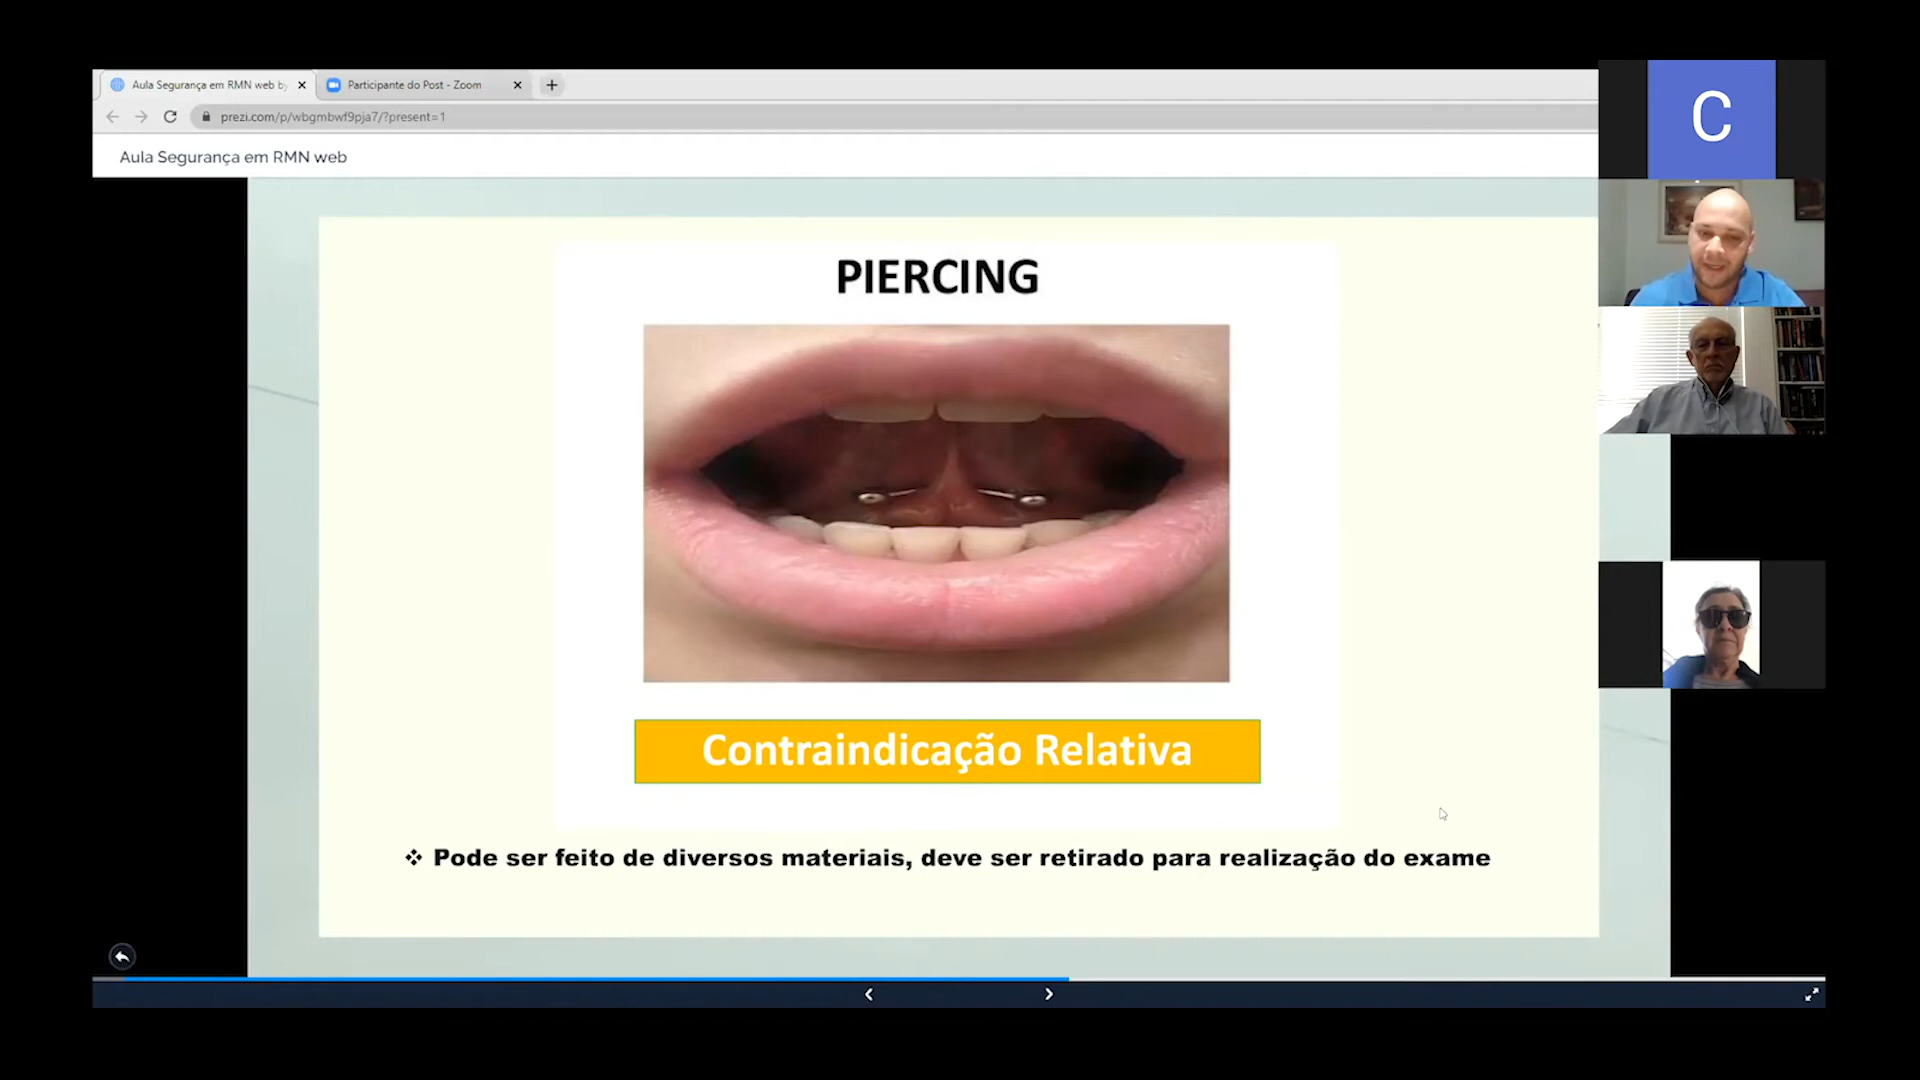 Aula Segurança em RMN web by
Participante do Post - Zoom
prezi.com/p/wbgmbwf9pja7/?present=1
Aula Segurança em RMN web
C
PIERCING
Contraindicação Relativa
❖ Pode ser feito de diversos materiais, deve ser retirado para realização do exame